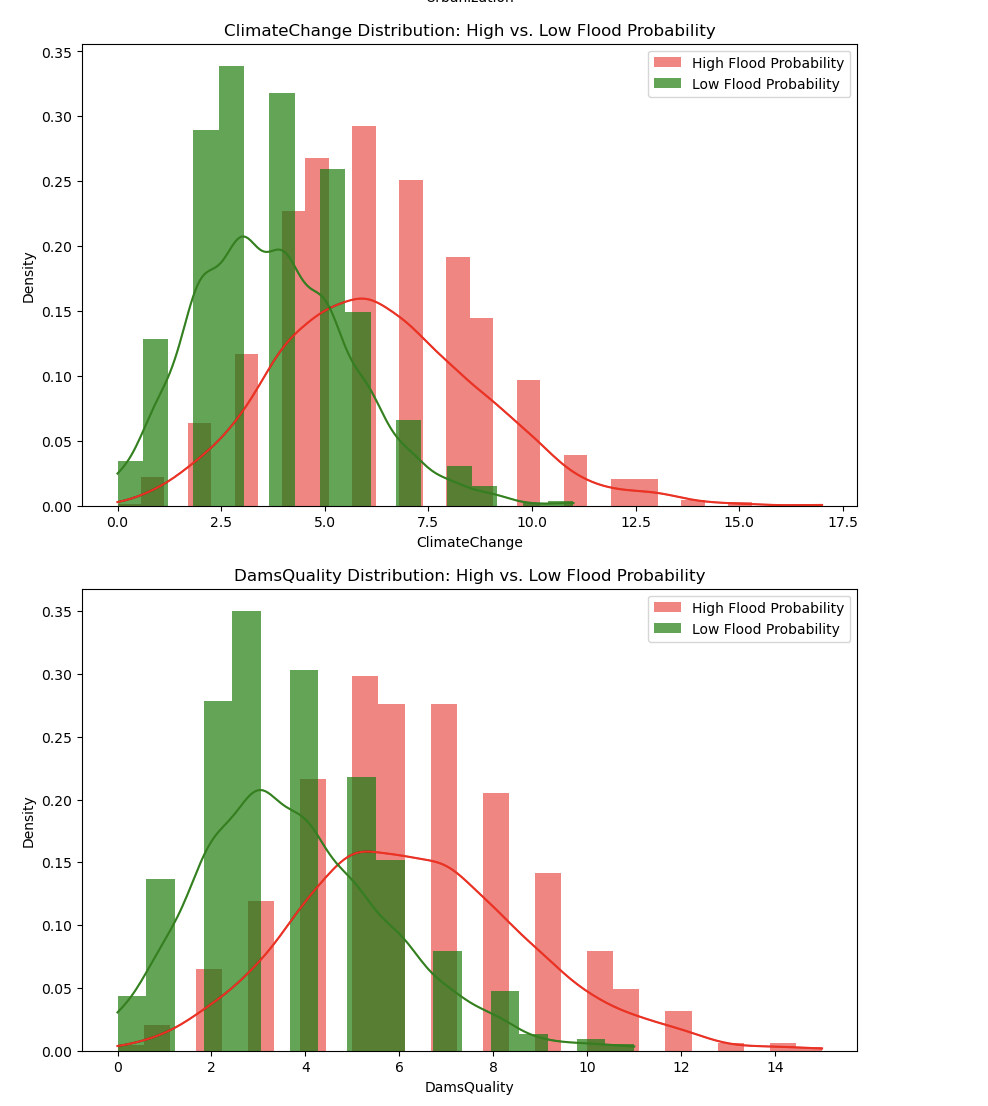 Urbanization
ClimateChange Distribution: High vs. Low Flood Probability
High Flood Probability
Low Flood Probability
0.35
0.30
0.25
0.20
0.15
0.10
0.05
0.00
Density
0.0 2.5 5.0 7.5 10.0 12.5 15.0 17.5
ClimateChange
DamsQuality Distribution: High vs. Low Flood Probability
High Flood Probability
Low Flood Probability
0.35
0.30
0.25
0.20
0.15
0.10
0.05
0.00
Density
0 2 4 6 8 10 12 14
DamsQuality